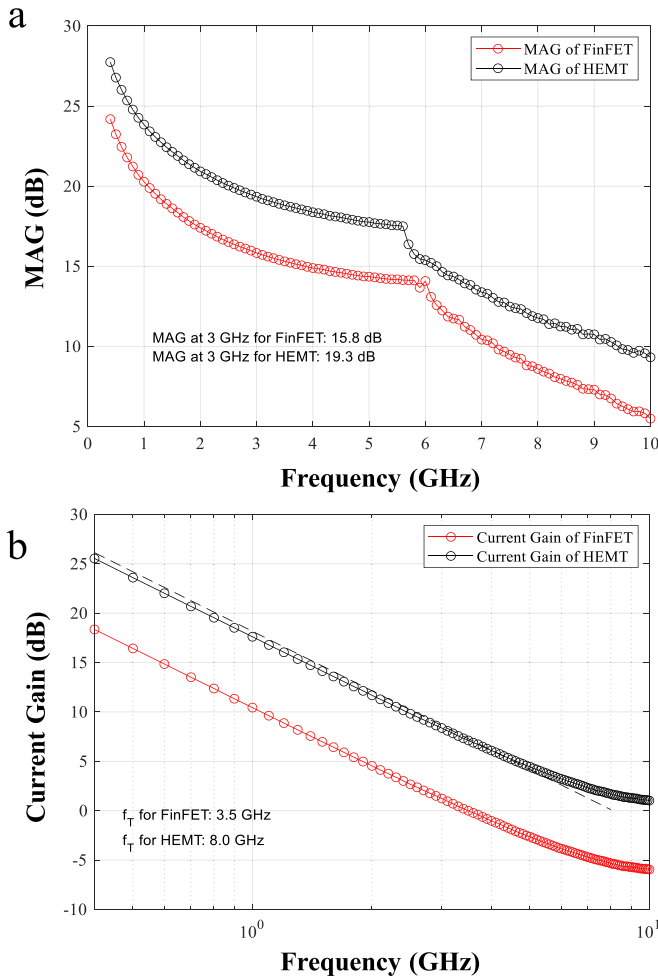 a
MAG of FinFET
MAG of HEMT
30
25
20
15
10
5
MAG (dB)
MAG at 3 GHz for FinFET: 15.8 dB
MAG at 3 GHz for HEMT: 19.3 dB
0 1 2 3 4 5 6 7 8 9 10
Frequency (GHz)
b
Current Gain of FinFET
Current Gain of HEMT
30
25
20
15
10
5
0
-5
-10
Current Gain (dB)
f_T for FinFET: 3.5 GHz
f_T for HEMT: 8.0 GHz
10^0 10^1
Frequency (GHz)